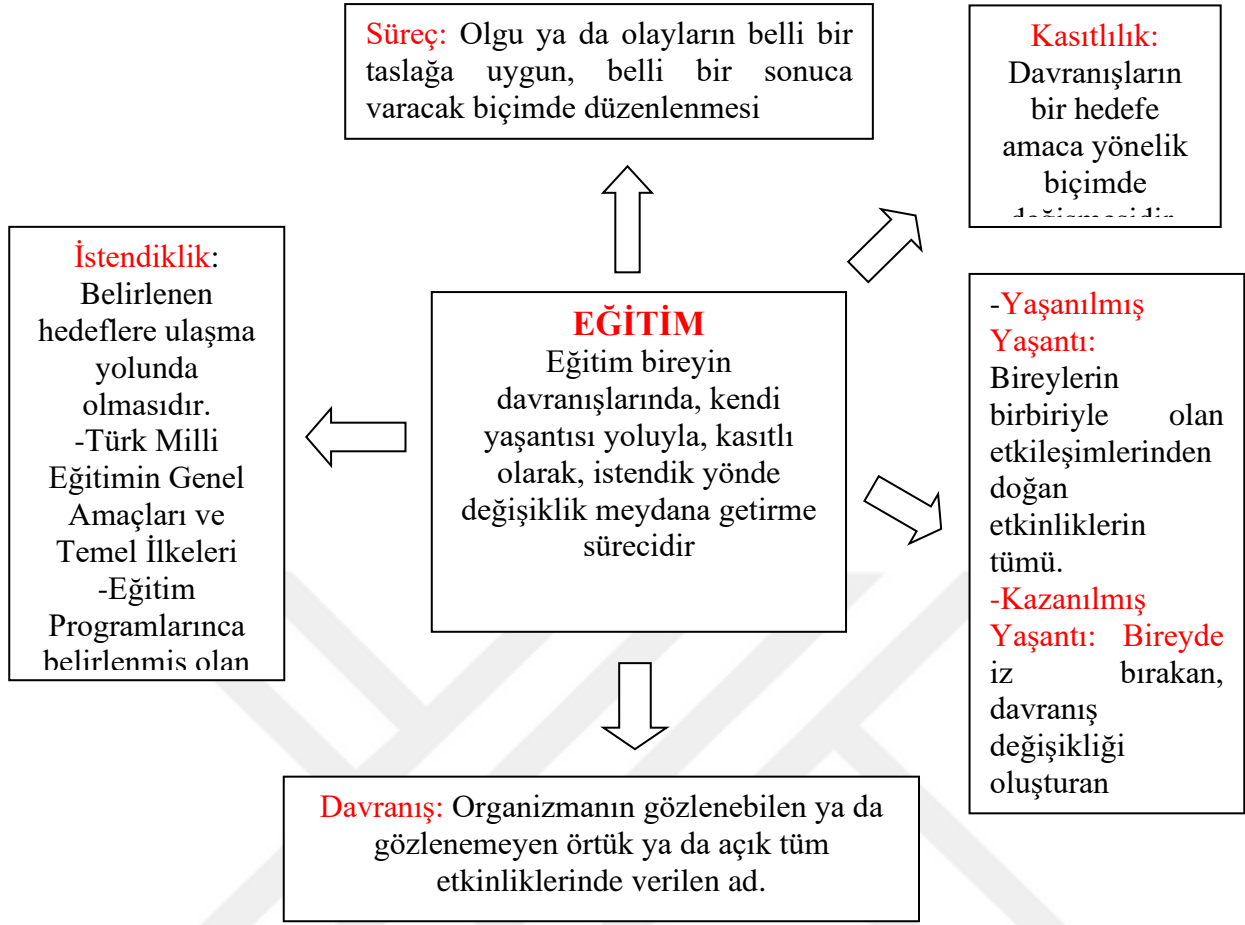 Süreç: Olgu ya da olayların belli bir
taslağa uygun, belli bir sonuca
varacak biçimde düzenlenmesi
Kasıtlılık:
Davranışların
bir hedefe
amaca yönelik
biçimde
değişmesidir
İstendiklik:
Belirlenen
hedeflere ulaşma
yolunda
olmasıdır.
-Türk Milli
Eğitimin Genel
Amaçları ve
Temel İlkeleri
-Eğitim
Programlarınca
belirlenmiş olan
EĞİTİM
Eğitim bireyin
davranışlarında, kendi
yaşantısı yoluyla, kasıtlı
olarak, istendik yönde
değişiklik meydana getirme
sürecidir
-Yaşanılmış
Yaşantı:
Bireylerin
birbiriyle olan
etkileşimlerinden
doğan
etkinliklerin
tümü.
-Kazanılmış
Yaşantı: Bireyde
iz bırakan,
davranış
değişikliği
oluşturan
Davranış: Organizmanın gözlenebilen ya da
gözlenemeyen örtük ya da açık tüm
etkinliklerinde verilen ad.